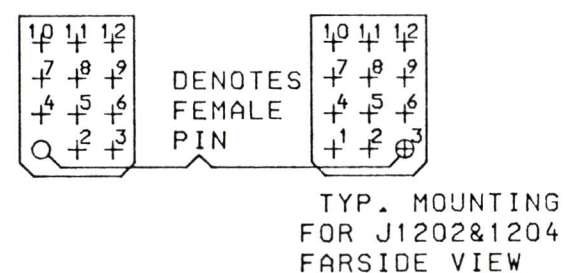 10 11 12
7 8 9
4 5 6
2 3
DENOTES
FEMALE
PIN
10 11 12
7 8 9
4 5 6
1 2 3
TYP. MOUNTING
FOR J1202&1204
FARSIDE VIEW